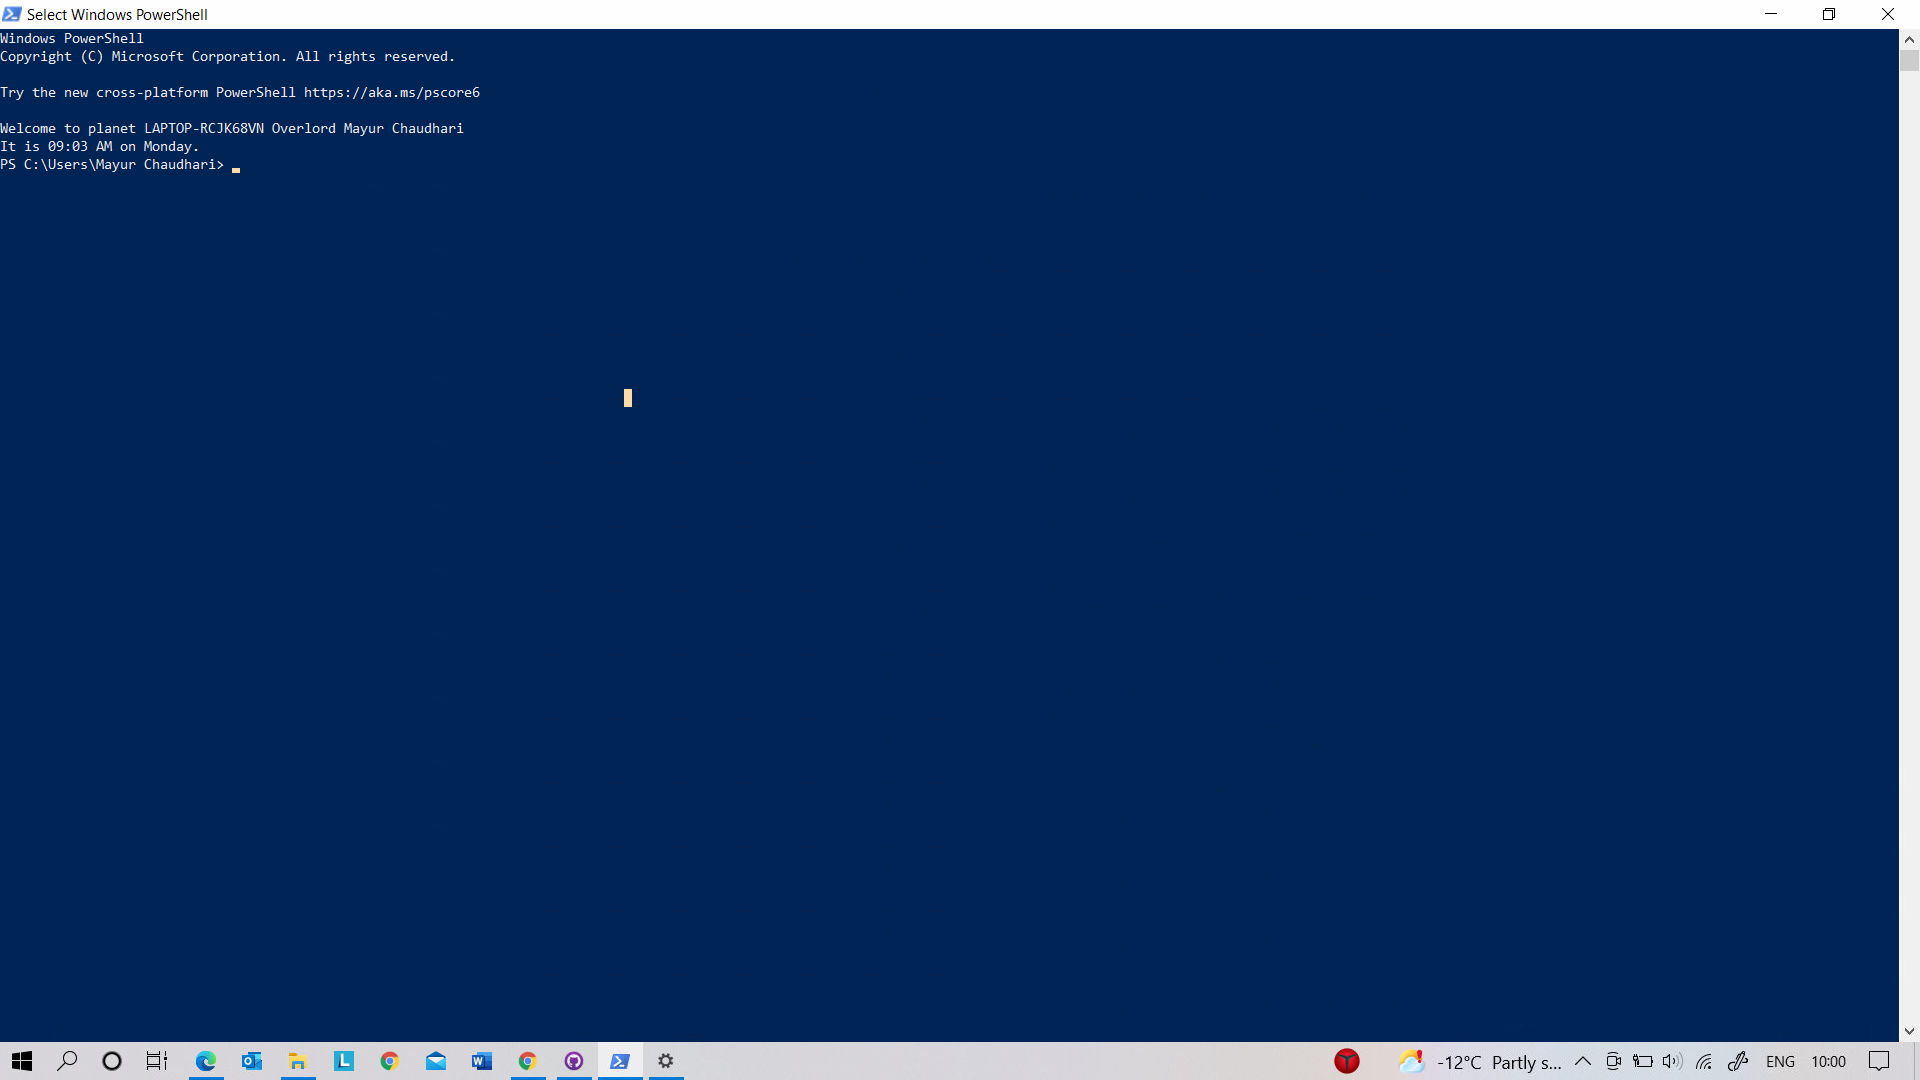 Select Windows PowerShell
Windows PowerShell
Copyright (C) Microsoft Corporation. All rights reserved.
Try the new cross-platform PowerShell https://aka.ms/pscore6
Welcome to planet LAPTOP-RCJK68VN Overlord Mayur Chaudhari
It is 09:03 AM on Monday.
PS C:\Users\Mayur Chaudhari>
-12°C Partly s... ENG 10:00